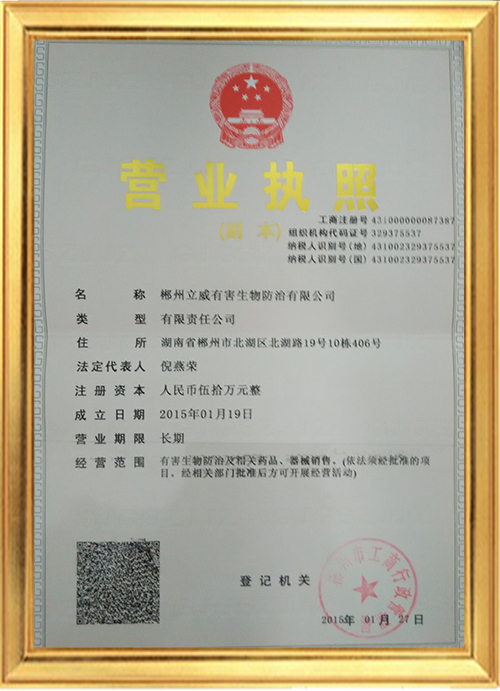 营业执照
(副 本)
工商注册号 431000000087387
组织机构代码证号 329375537
纳税人识别号(地) 431002329375537
纳税人识别号(国) 431002329375537
名 称 郴州立威有害生物防治有限公司
类 型 有限责任公司
住 所 湖南省郴州市北湖区北湖路19号10栋406号
法定代表人 倪燕荣
注册资本 人民币伍拾万元整
成立日期 2015年01月19日
营业期限 长期
经营范围 有害生物防治及相关药品、器械销售。(依法须经批准的项
目,经相关部门批准后方可开展经营活动)
登记机关
市工商行政
2015年 01月 27日